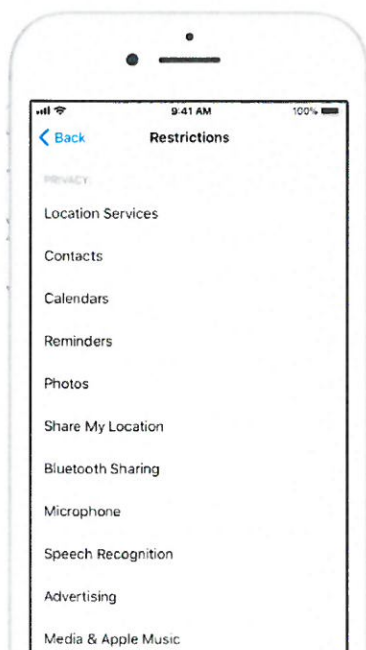 9:41 AM 100%
Back Restrictions
PRIVACY
Location Services
Contacts
Calendars
Reminders
Photos
Share My Location
Bluetooth Sharing
Microphone
Speech Recognition
Advertising
Media & Apple Music